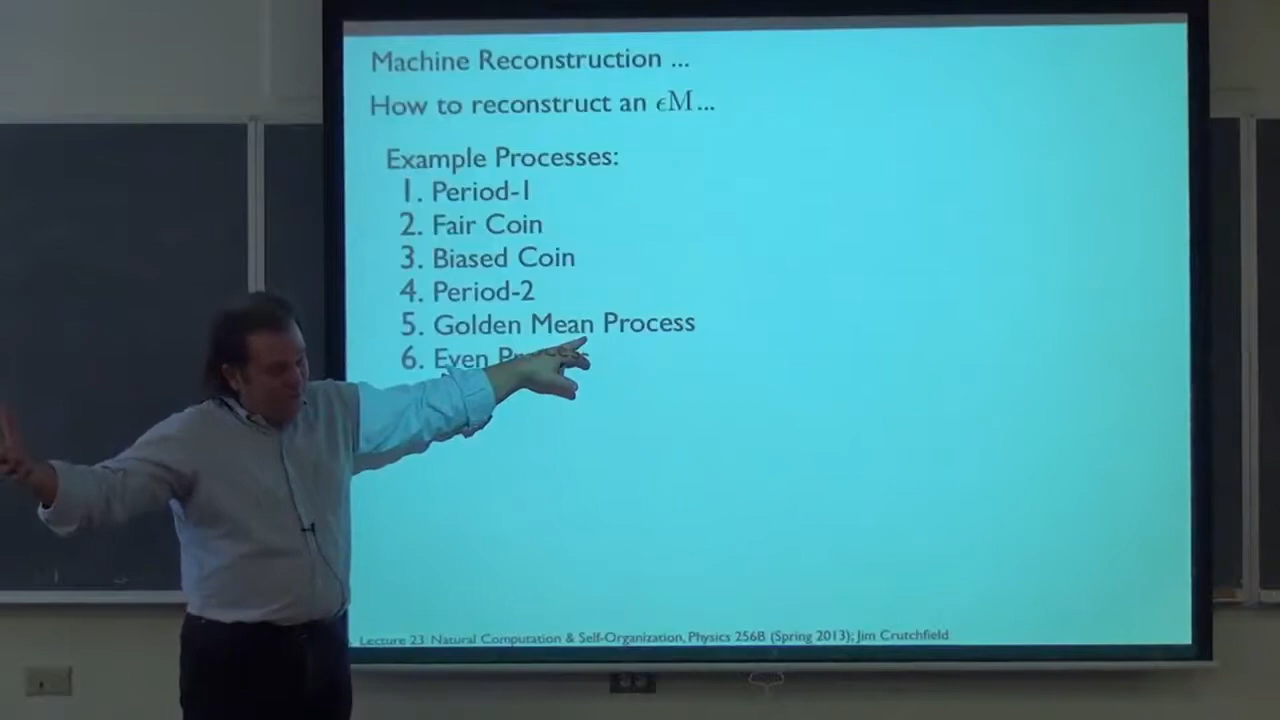 Machine Reconstruction ...
How to reconstruct an ϵM...
Example Processes:
1. Period-1
2. Fair Coin
3. Biased Coin
4. Period-2
5. Golden Mean Process
6. Even Process
Lecture 23 Natural Computation & Self-Organization, Physics 256B (Spring 2013); Jim Crutchfield